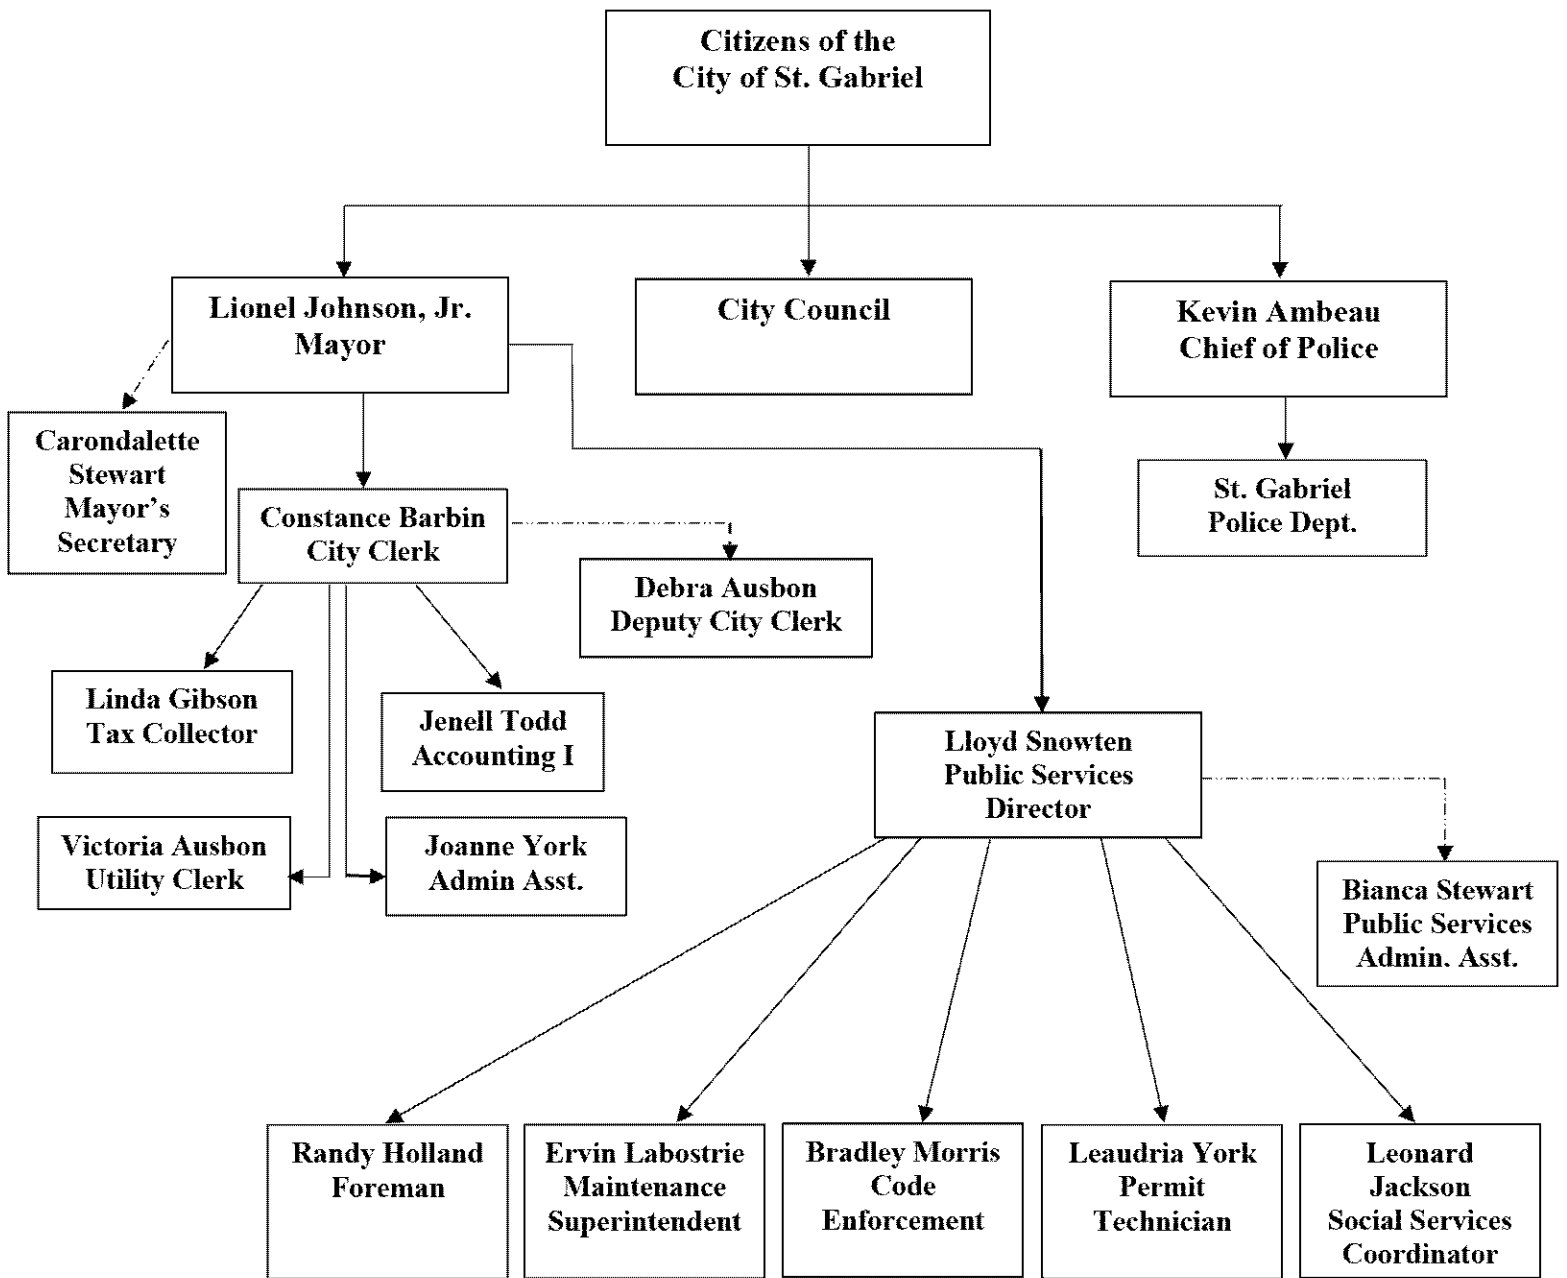 Citizens of the
City of St. Gabriel
Lionel Johnson, Jr.
Mayor
City Council
Kevin Ambeau
Chief of Police
Carondalette
Stewart
Mayor's
Secretary
Constance Barbin
City Clerk
St. Gabriel
Police Dept.
Debra Ausbon
Deputy City Clerk
Linda Gibson
Tax Collector
Jenell Todd
Accounting I
Lloyd Snowten
Public Services
Director
Victoria Ausbon
Utility Clerk
Joanne York
Admin Asst.
Bianca Stewart
Public Services
Admin. Asst.
Randy Holland
Foreman
Ervin Labostrie
Maintenance
Superintendent
Bradley Morris
Code
Enforcement
Leaudria York
Permit
Technician
Leonard
Jackson
Social Services
Coordinator